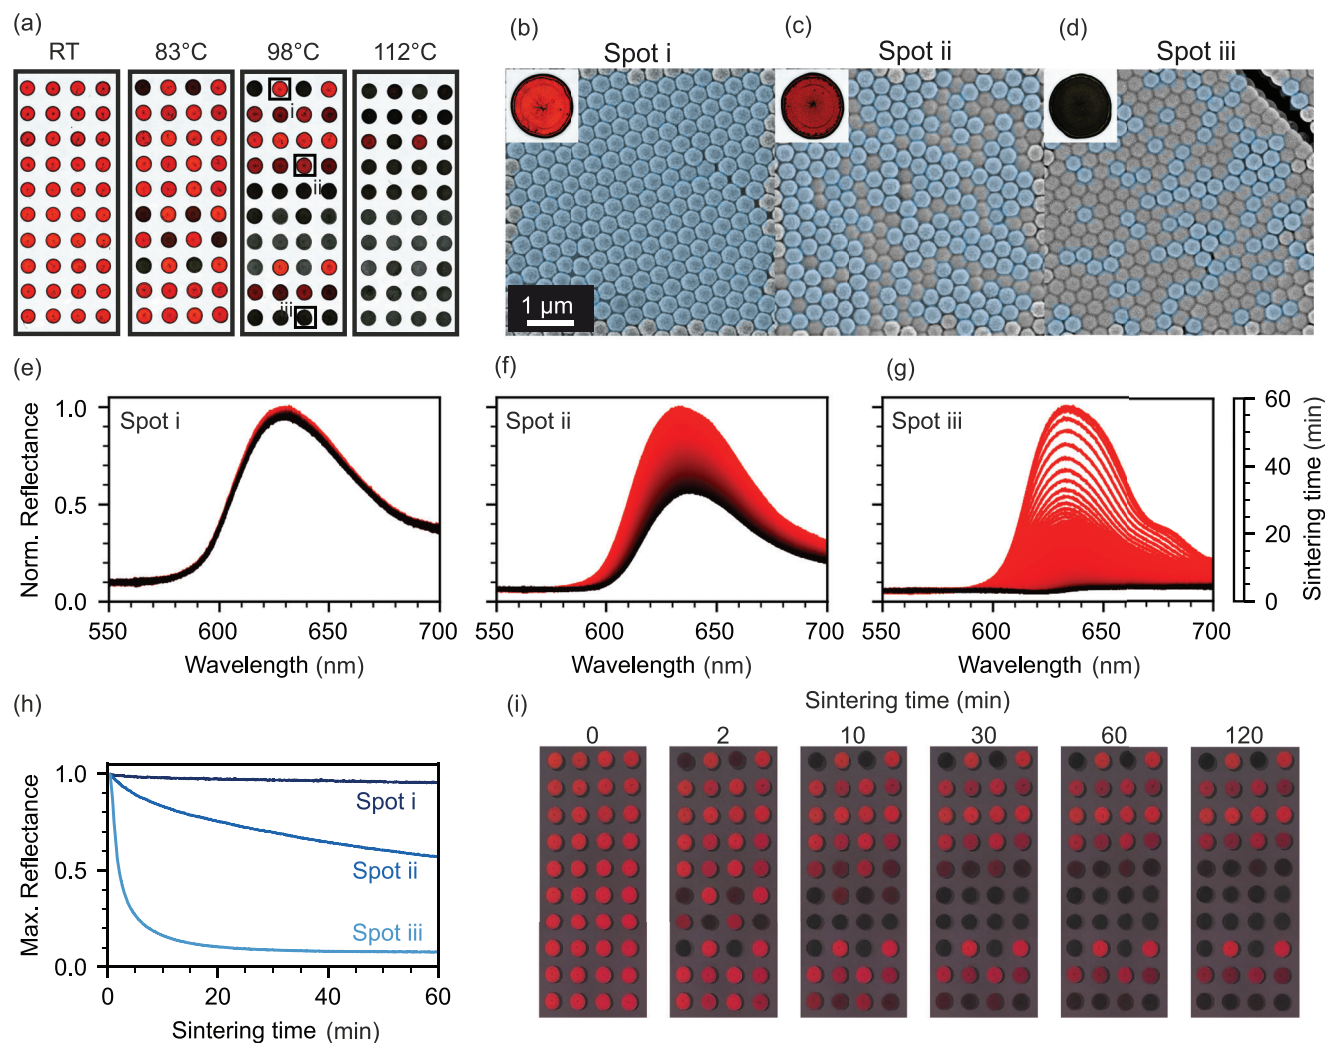 (a)
RT 83°C 98°C 112°C
i
ii
iii
(b) (c) (d)
Spot i Spot ii Spot iii
1 µm
(e) (f) (g)
Norm. Reflectance
1.0
0.5
0.0
Spot i
550 600 650 700
Wavelength (nm)
Spot ii
550 600 650 700
Wavelength (nm)
Spot iii
550 600 650 700
Wavelength (nm)
60
40
20
0
Sintering time (min)
(h)
Max. Reflectance
1.0
0.5
0.0
Spot i
Spot ii
Spot iii
0 20 40 60
Sintering time (min)
(i)
Sintering time (min)
0 2 10 30 60 120